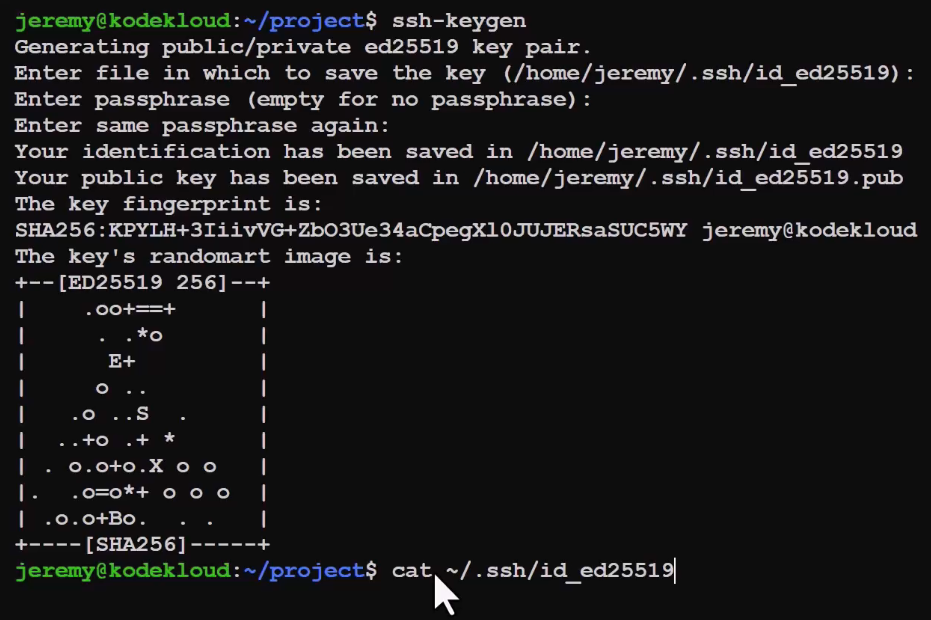 jeremy@kodekloud:~/project$ ssh-keygen
Generating public/private ed25519 key pair.
Enter file in which to save the key (/home/jeremy/.ssh/id_ed25519):
Enter passphrase (empty for no passphrase):
Enter same passphrase again:
Your identification has been saved in /home/jeremy/.ssh/id_ed25519
Your public key has been saved in /home/jeremy/.ssh/id_ed25519.pub
The key fingerprint is:
SHA256:KPYLH+3IiivVG+ZbO3Ue34aCpegXl0JUJERsaSUC5WY jeremy@kodekloud
The key's randomart image is:
+--[ED25519 256]--+
|    .oo+==+      |
|     . .*o       |
|      E+         |
|     o ..        |
|   .o ..S  .     |
|  ..+o .+ *      |
| . o.o+o.X o o   |
|.  .o=o*+ o o o  |
| .o.o+Bo.  . .   |
+----[SHA256]-----+
jeremy@kodekloud:~/project$ cat ~/.ssh/id_ed25519